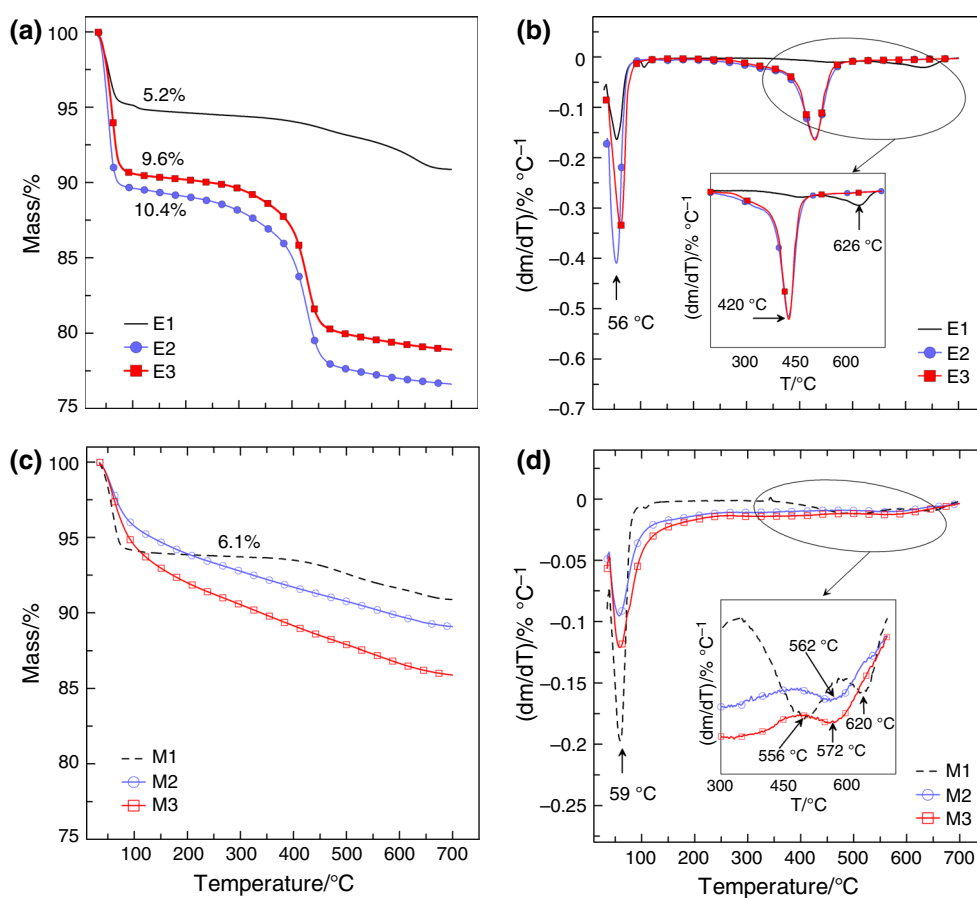 (a)
100
95
90
85
80
75
Mass/%
5.2%
9.6%
10.4%
E1
E2
E3
(b)
0
−0.1
−0.2
−0.3
−0.4
−0.5
−0.6
−0.7
(dm/dT)/% °C−1
56 °C
(dm/dT)/% °C−1
420 °C
626 °C
300
450
600
T/°C
E1
E2
E3
(c)
100
95
90
85
80
75
Mass/%
6.1%
M1
M2
M3
100
200
300
400
500
600
700
Temperature/°C
(d)
0
−0.05
−0.1
−0.15
−0.2
−0.25
(dm/dT)/% °C−1
59 °C
(dm/dT)/% °C−1
562 °C
556 °C
572 °C
620 °C
300
450
600
T/°C
M1
M2
M3
100
200
300
400
500
600
700
Temperature/°C